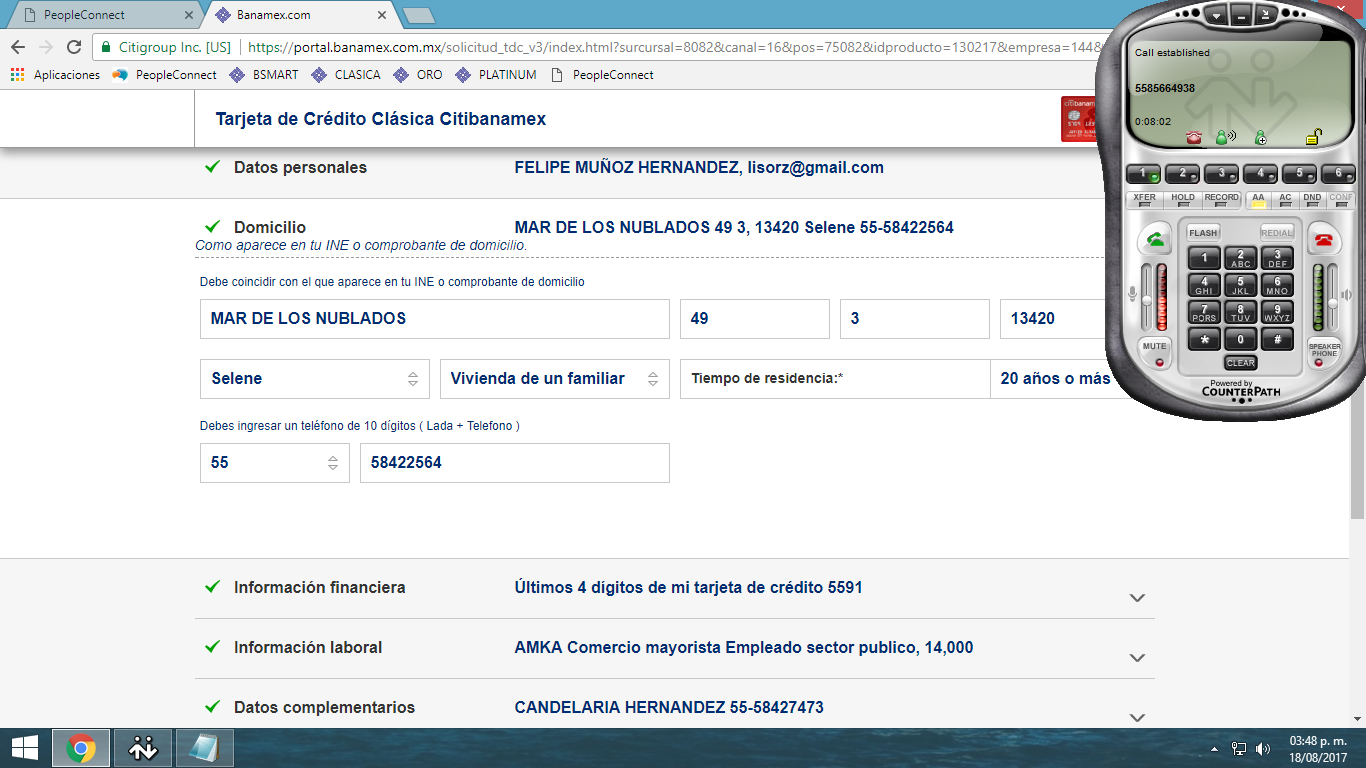 PeopleConnect
Banamex.com
Citigroup Inc. [US]
https://portal.banamex.com.mx/solicitud_tdc_v3/index.html?surcursal=8082&canal=16&pos=75082&idproducto=130217&empresa=144&
Aplicaciones
PeopleConnect
BSMART
CLASICA
ORO
PLATINUM
PeopleConnect
Tarjeta de Crédito Clásica Citibanamex
Datos personales
FELIPE MUÑOZ HERNANDEZ, lisorz@gmail.com
Domicilio
MAR DE LOS NUBLADOS 49 3, 13420 Selene 55-58422564
Como aparece en tu INE o comprobante de domicilio.
Debe coincidir con el que aparece en tu INE o comprobante de domicilio
MAR DE LOS NUBLADOS
49
3
13420
Selene
Vivienda de un familiar
Tiempo de residencia:*
20 años o más
Debes ingresar un teléfono de 10 dígitos ( Lada + Telefono )
55
58422564
Información financiera
Últimos 4 dígitos de mi tarjeta de crédito 5591
Información laboral
AMKA Comercio mayorista Empleado sector publico, 14,000
Datos complementarios
CANDELARIA HERNANDEZ 55-58427473
Call established
5585664938
0:08:02
1
2
3
4
5
6
XFER
HOLD
RECORD
AA
AC
DND
CONF
FLASH
REDIAL
1
2 ABC
3 DEF
4 GHI
5 JKL
6 MNO
7 PQRS
8 TUV
9 WXYZ
*
0
#
MUTE
SPEAKER PHONE
CLEAR
Powered by
COUNTERPATH
03:48 p. m.
18/08/2017